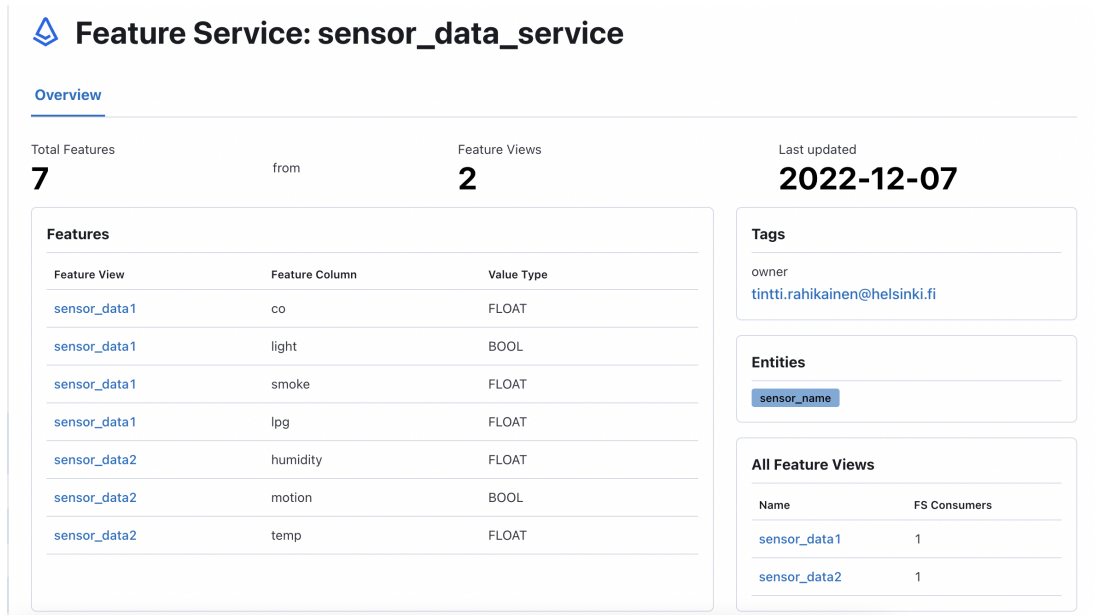 Feature Service: sensor_data_service
Overview
Total Features
7
from
Feature Views
2
Last updated
2022-12-07
Features
Feature View Feature Column Value Type
sensor_data1 co FLOAT
sensor_data1 light BOOL
sensor_data1 smoke FLOAT
sensor_data1 lpg FLOAT
sensor_data2 humidity FLOAT
sensor_data2 motion BOOL
sensor_data2 temp FLOAT
Tags
owner
tintti.rahikainen@helsinki.fi
Entities
sensor_name
All Feature Views
Name FS Consumers
sensor_data1 1
sensor_data2 1